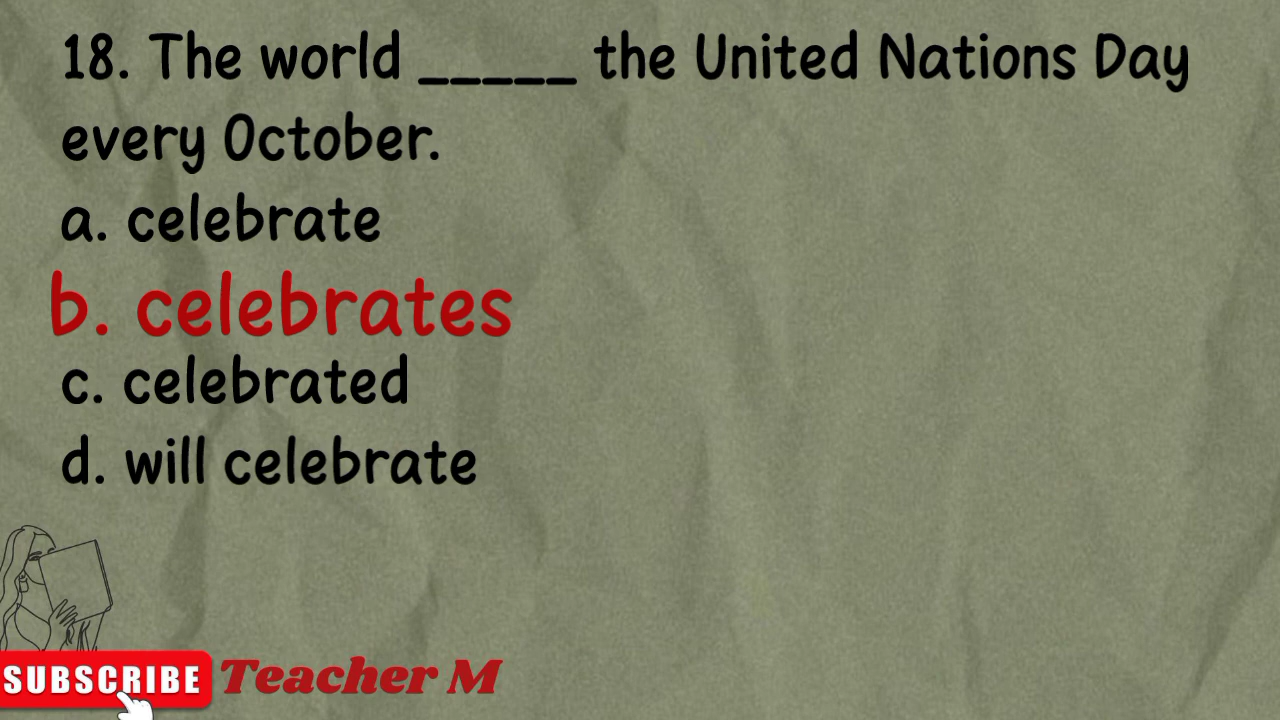 18. The world _____ the United Nations Day
every October.
a. celebrate
b. celebrates
c. celebrated
d. will celebrate
SUBSCRIBE Teacher M